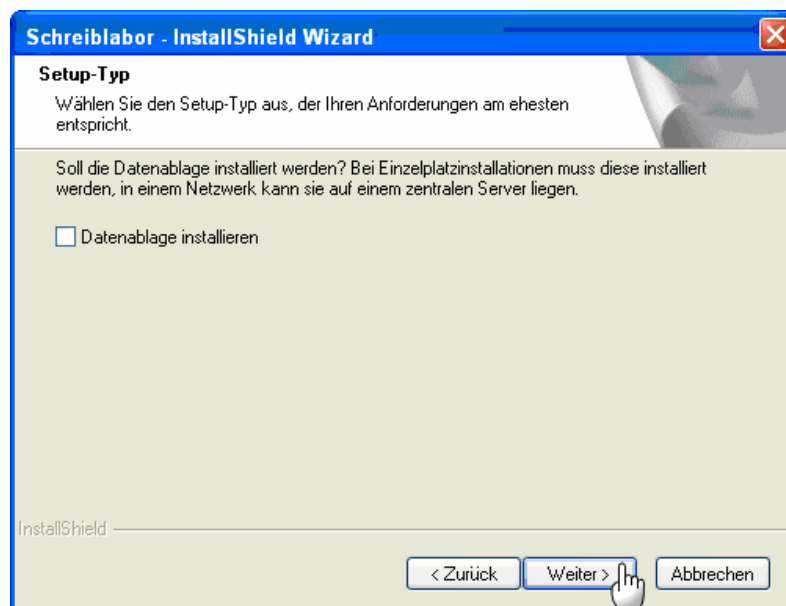 Schreiblabor - InstallShield Wizard
Setup-Typ
Wählen Sie den Setup-Typ aus, der Ihren Anforderungen am ehesten
entspricht.
Soll die Datenablage installiert werden? Bei Einzelplatzinstallationen muss diese installiert
werden, in einem Netzwerk kann sie auf einem zentralen Server liegen.
Datenablage installieren
InstallShield
< Zurück Weiter > Abbrechen